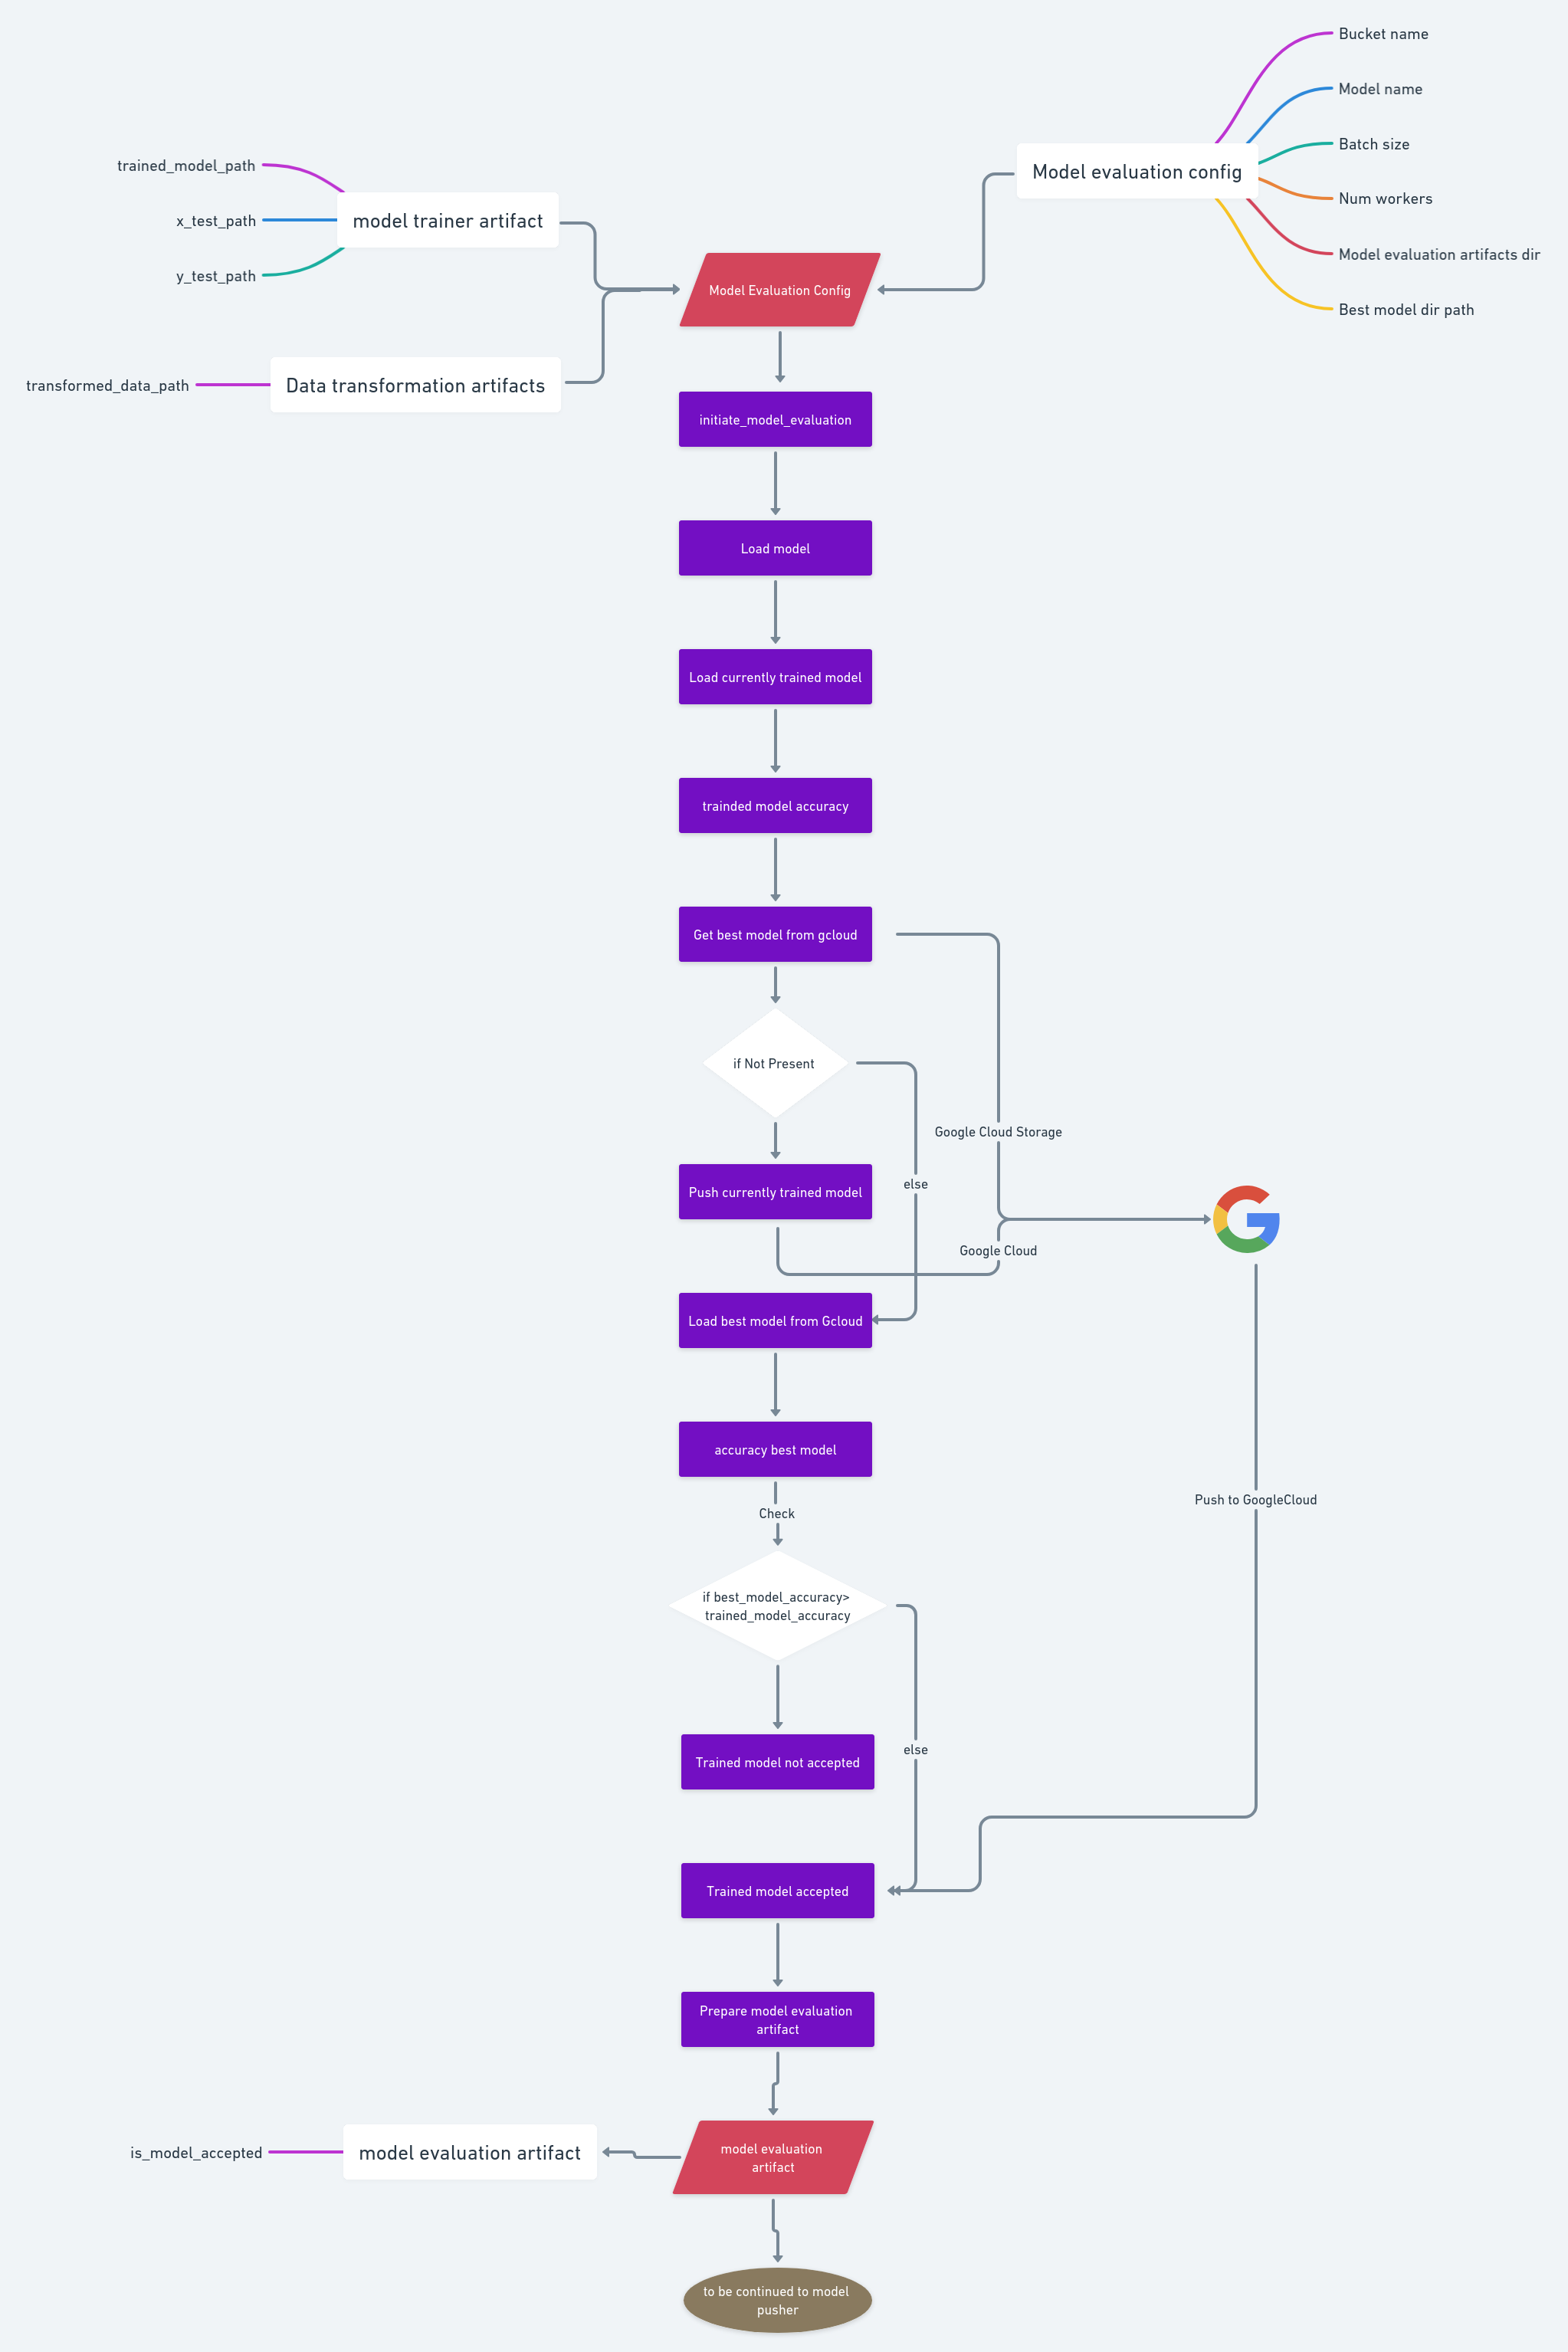 Bucket name
Model name
Batch size
Num workers
Model evaluation artifacts dir
Best model dir path
Model evaluation config
trained_model_path
x_test_path
y_test_path
model trainer artifact
transformed_data_path
Data transformation artifacts
Model Evaluation Config
initiate_model_evaluation
Load model
Load currently trained model
trainded model accuracy
Get best model from gcloud
if Not Present
Google Cloud Storage
else
Push currently trained model
Google Cloud
Load best model from Gcloud
accuracy best model
Check
Push to GoogleCloud
if best_model_accuracy>
trained_model_accuracy
else
Trained model not accepted
Trained model accepted
Prepare model evaluation
artifact
model evaluation
artifact
model evaluation artifact
is_model_accepted
to be continued to model
pusher